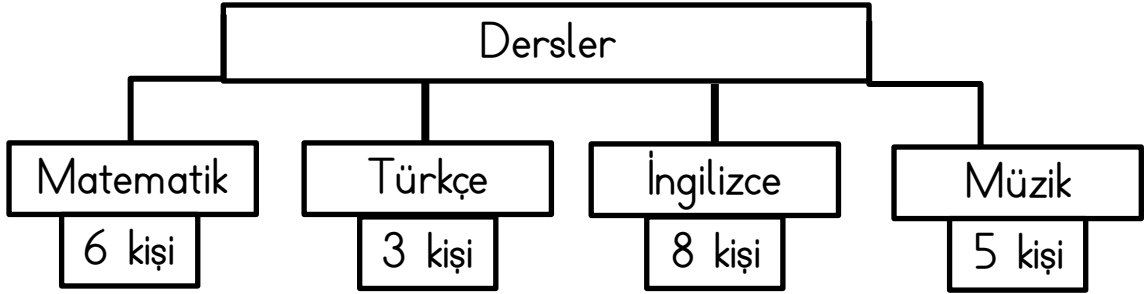 Dersler
Matematik
Türkçe
İngilizce
Müzik
6 kişi
3 kişi
8 kişi
5 kişi